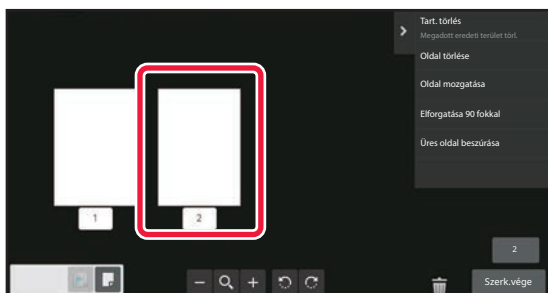 Tart. törlés
Megadott eredeti terület törl.
Oldal törlése
Oldal mozgatása
Elforgatása 90 fokkal
Üres oldal beszúrása
1
2
2
Szerk.vége